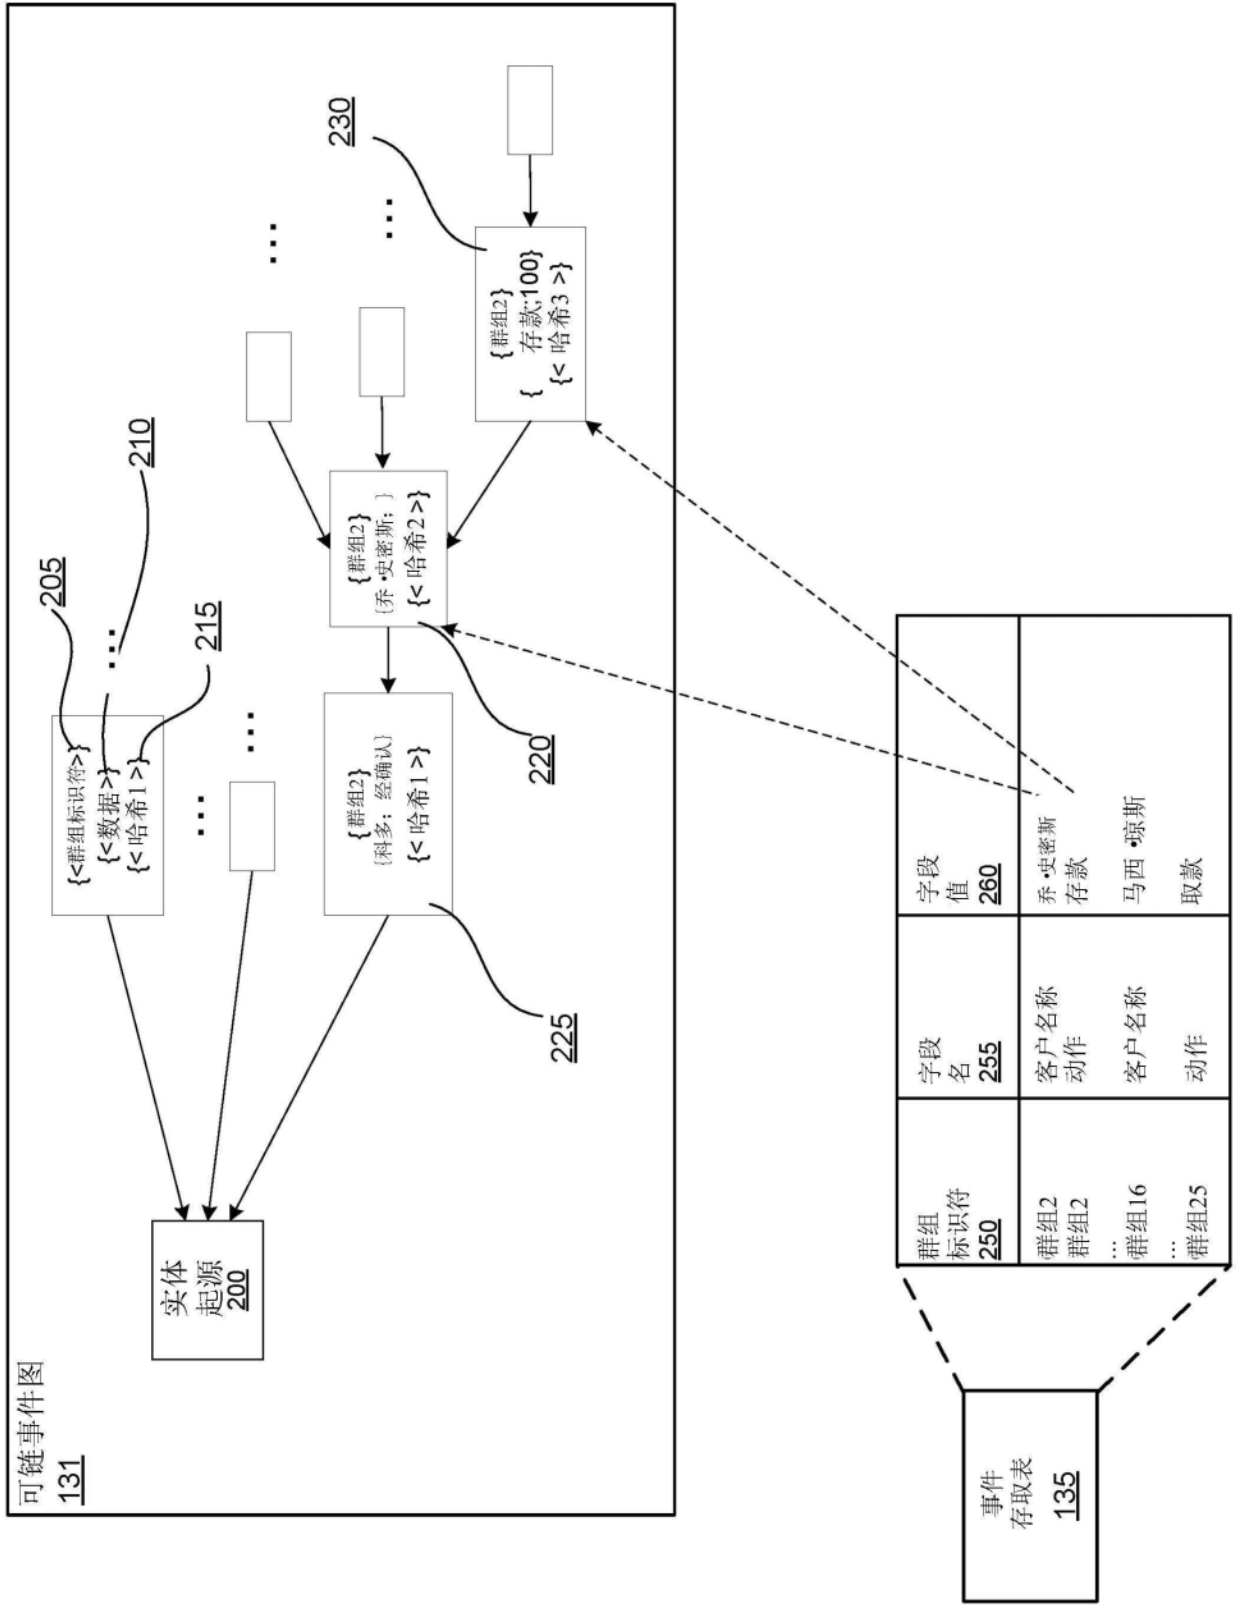 可链事件图
131
实体
起源
200
{<群组标识符>}
{<数据>}
{<哈希1>}
205
210
215
...
...
...
{群组2}
{科多；经确认}
{<哈希1>}
225
{群组2}
{乔•史密斯；}
{<哈希2>}
220
...
...
{群组2}
{ 存款;100}
{<哈希3>}
230
事件
存取表
135
群组
标识符
250
字段
名
255
字段
值
260
群组2 客户名称 乔•史密斯
群组2 动作 存款
...
群组16 客户名称 马西•琼斯
...
群组25 动作 取款